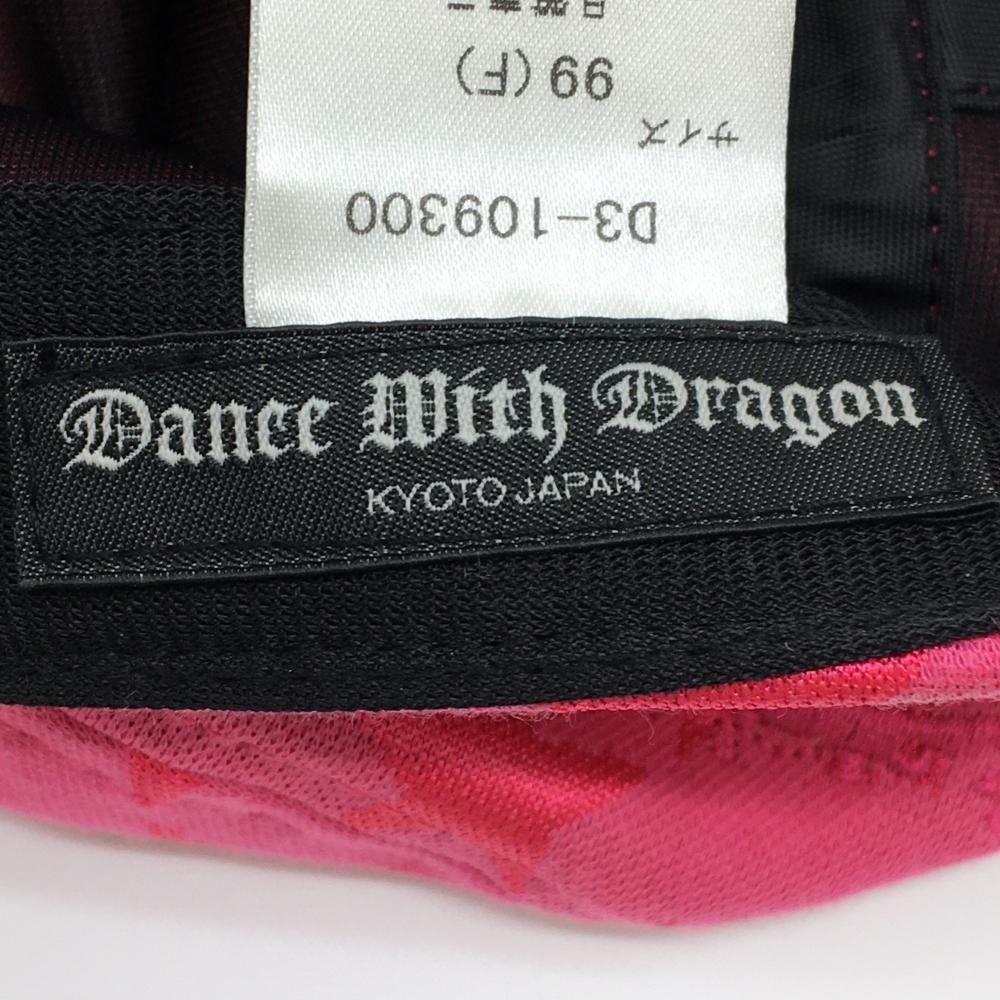 D3-109300
サイズ
99 (F)
Dance With Dragon
KYOTO JAPAN